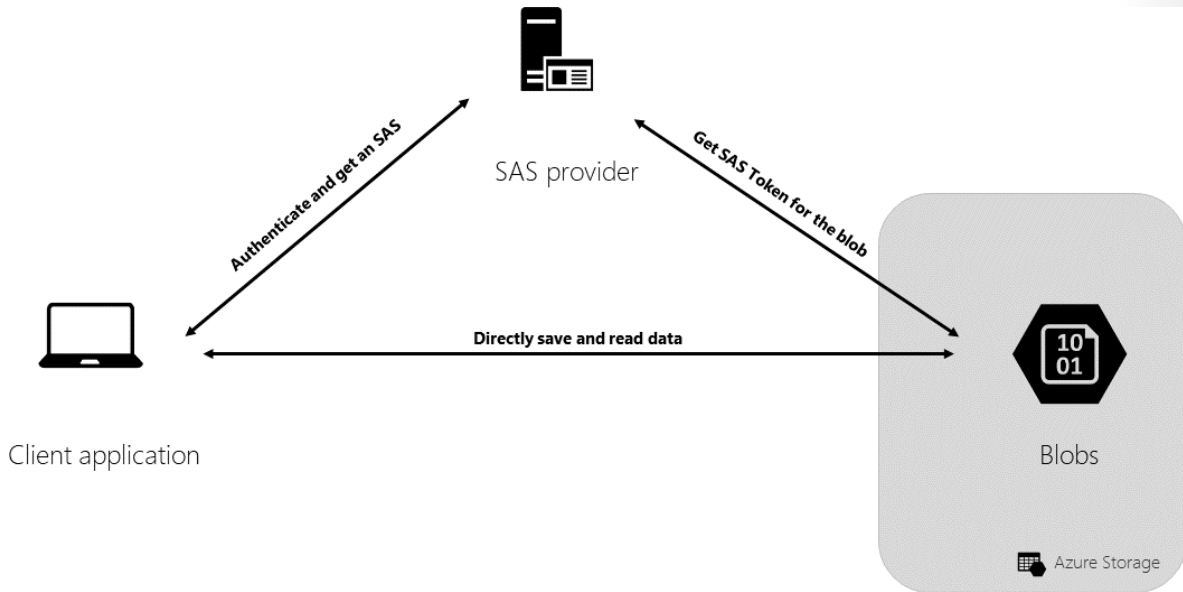 SAS provider
Authenticate and get an SAS
Get SAS Token for the blob
Directly save and read data
10
01
Client application
Blobs
Azure Storage